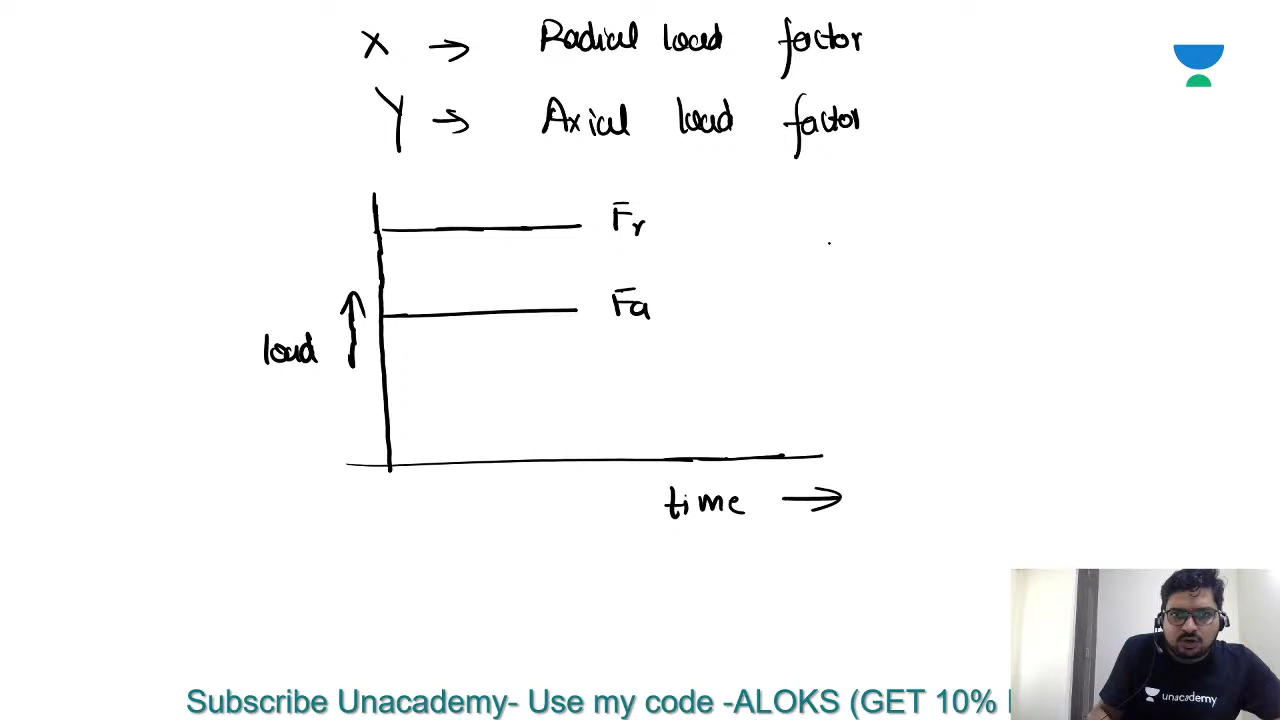 X → Radial load factor
Y → Axial load factor
Fr
Fa
load
time →
unacademy
Subscribe Unacademy- Use my code -ALOKS (GET 10%